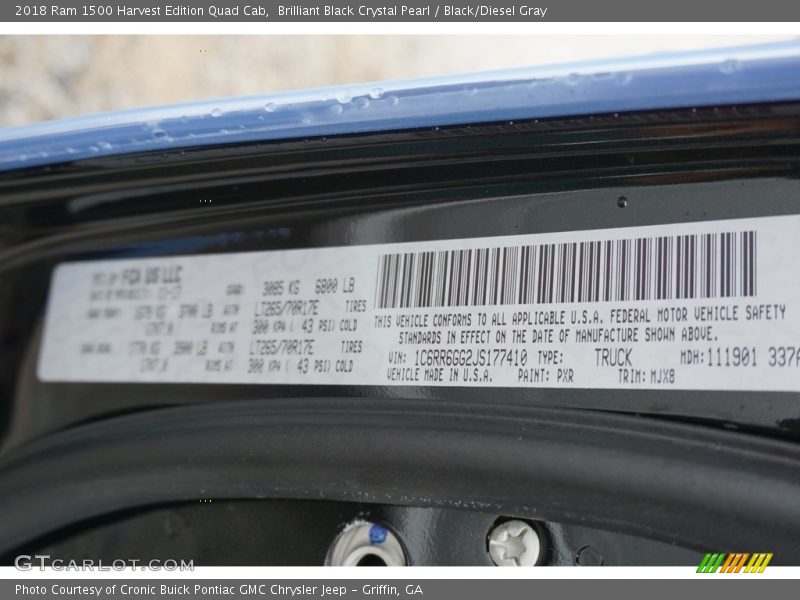 2018 Ram 1500 Harvest Edition Quad Cab,  Brilliant Black Crystal Pearl / Black/Diesel Gray
FCA US LLC
3085 KG 6800 LB
LT265/70R17E TIRES
300 KPA ( 43 PSI) COLD
LT265/70R17E TIRES
RIMS AT 300 KPA ( 43 PSI) COLD
THIS VEHICLE CONFORMS TO ALL APPLICABLE U.S.A. FEDERAL MOTOR VEHICLE SAFETY
STANDARDS IN EFFECT ON THE DATE OF MANUFACTURE SHOWN ABOVE.
VIN: 1C6RR6GG2JS177410 TYPE: TRUCK MDH:111901 337A
VEHICLE MADE IN U.S.A. PAINT: PXR TRIM: MJX8
GTCARLOT.COM
Photo Courtesy of Cronic Buick Pontiac GMC Chrysler Jeep – Griffin, GA